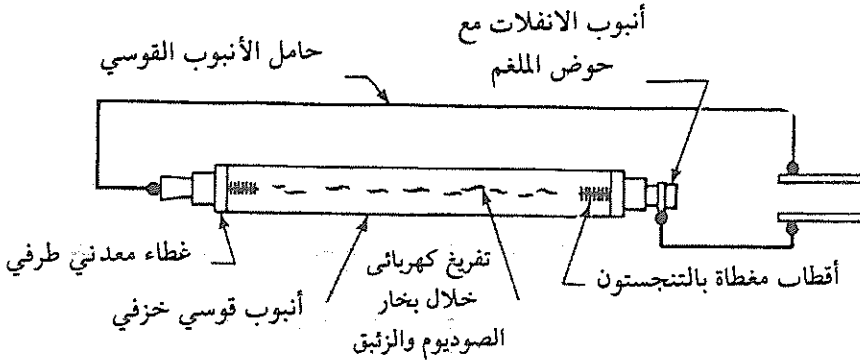 أنبوب الانفلات مع
حوض الملغم
حامل الأنبوب القوسي
غطاء معدني طرفي
أنبوب قوسي خزفي
تفريغ كهربائى
خلال بخار
الصوديوم والزئبق
أقطاب مغطاة بالتنجستون